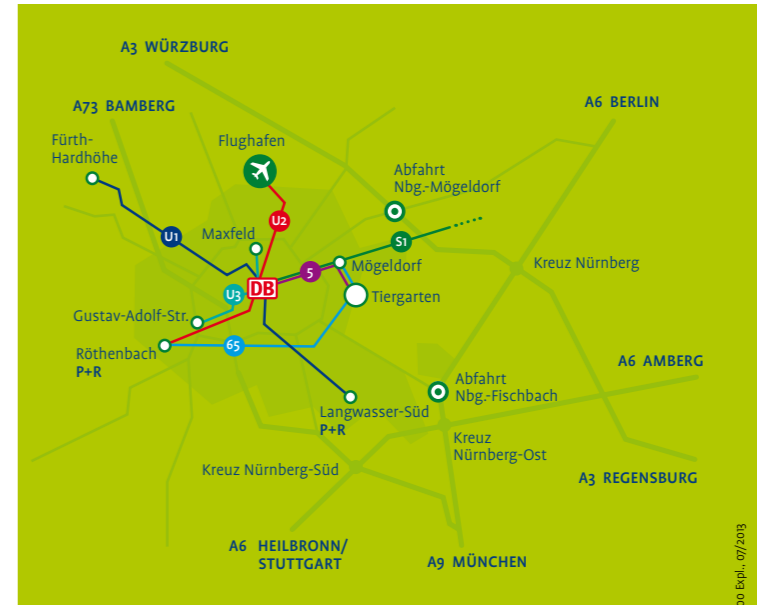 A3 WÜRZBURG
A73 BAMBERG
A6 BERLIN
Fürth-
Hardhöhe
Flughafen
Abfahrt
Nbg.-Mögeldorf
U2
U1
Maxfeld
S1
5
Mögeldorf
Kreuz Nürnberg
DB
U3
Tiergarten
Gustav-Adolf-Str.
65
Röthenbach
P+R
A6 AMBERG
Abfahrt
Nbg.-Fischbach
Langwasser-Süd
P+R
Kreuz
Nürnberg-Ost
Kreuz Nürnberg-Süd
A3 REGENSBURG
A6 HEILBRONN/
STUTTGART
A9 MÜNCHEN
00 Expl., 07/2013